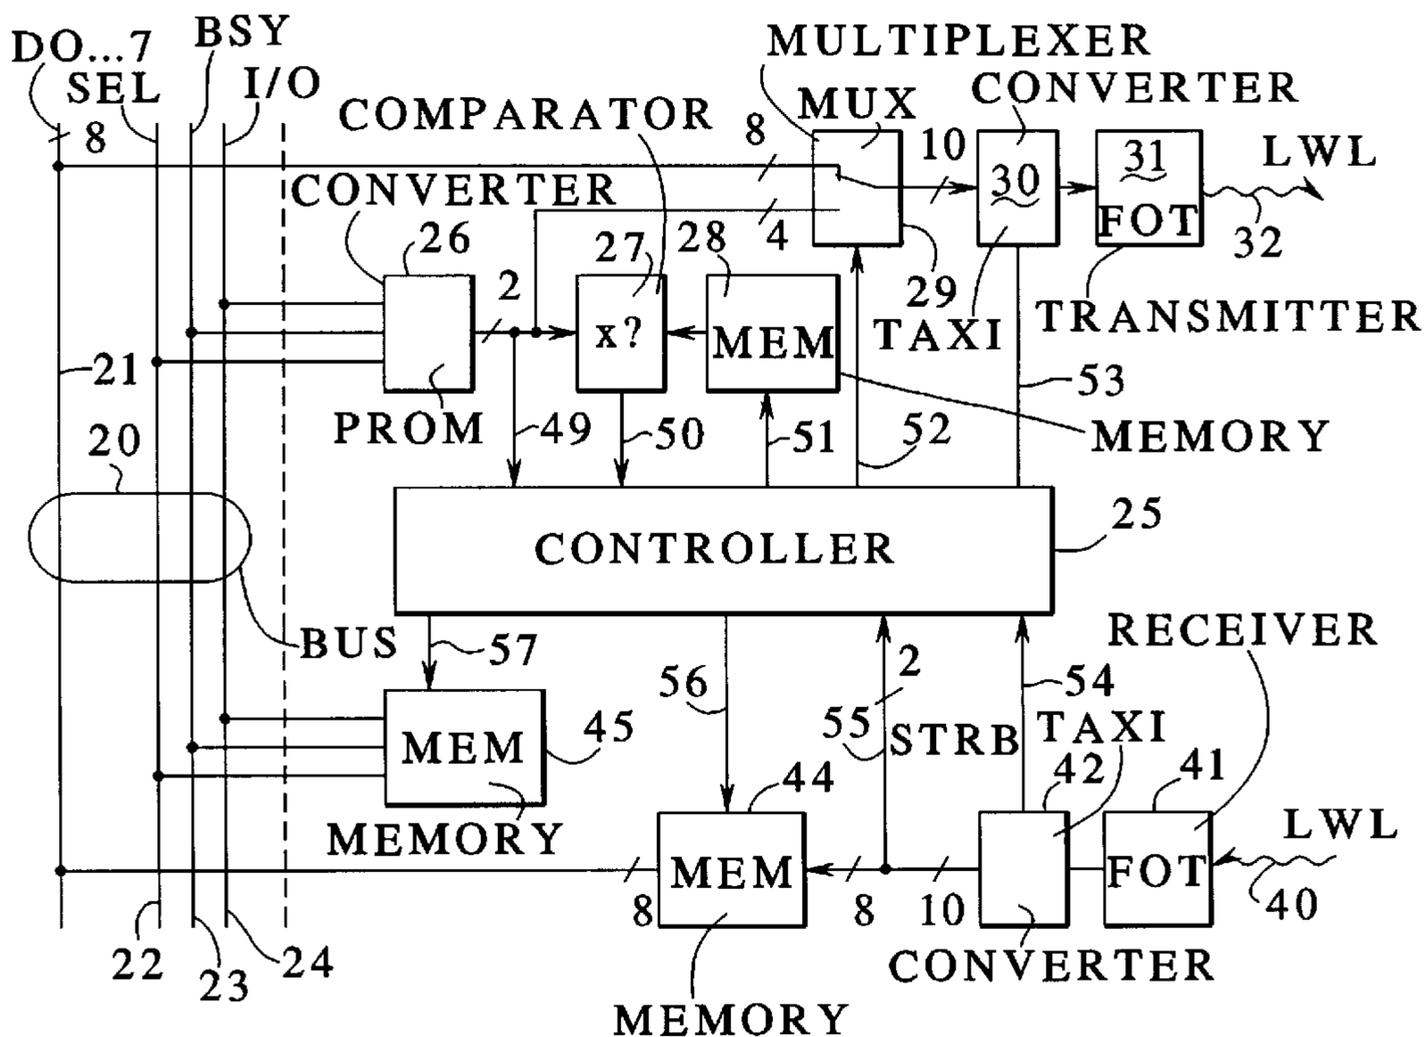 DO...7
BSY
SEL
I/O
8
COMPARATOR
MULTIPLEXER
MUX
CONVERTER
8
10
LWL
30
31
FOT
32
CONVERTER
26
27
28
4
29
TAXI
TRANSMITTER
2
x?
MEM
21
PROM
49
50
51
52
53
MEMORY
20
CONTROLLER
25
BUS
57
56
55
2
STRB
54
TAXI
RECEIVER
MEM
45
MEMORY
44
42
41
LWL
MEM
FOT
40
8
8
10
22
23
24
CONVERTER
MEMORY